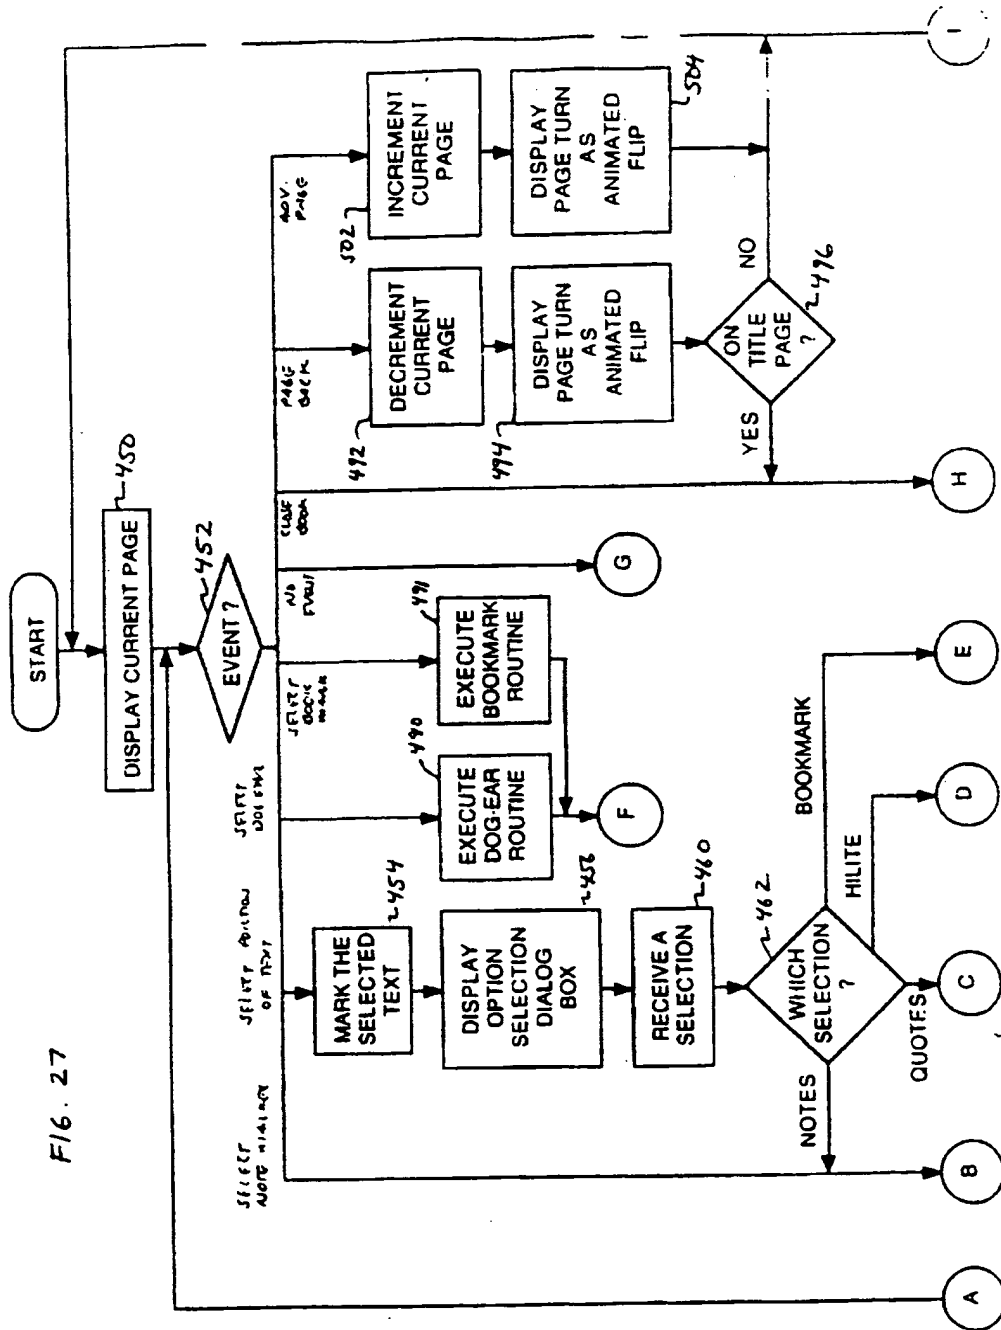 FIG. 27
START
DISPLAY CURRENT PAGE
450
EVENT ?
452
SELECT
NOTE MARKER
SELECT PORTION
OF TEXT
SELECT
DOG EAR
SELECT
BOOK
MARK
NO
EVENT
CLOSE
BOOK
PAGE
BACK
ADV.
PAGE
MARK THE
SELECTED
TEXT
454
DISPLAY
OPTION
SELECTION
DIALOG
BOX
456
RECEIVE A
SELECTION
460
WHICH
SELECTION
?
462
NOTES
QUOTES
HILITE
BOOKMARK
490
EXECUTE
DOG-EAR
ROUTINE
491
EXECUTE
BOOKMARK
ROUTINE
492
DECREMENT
CURRENT
PAGE
494
DISPLAY
PAGE TURN
AS
ANIMATED
FLIP
ON
TITLE
PAGE
?
496
YES
NO
502
INCREMENT
CURRENT
PAGE
DISPLAY
PAGE TURN
AS
ANIMATED
FLIP
504
A
B
C
D
E
F
G
H
I